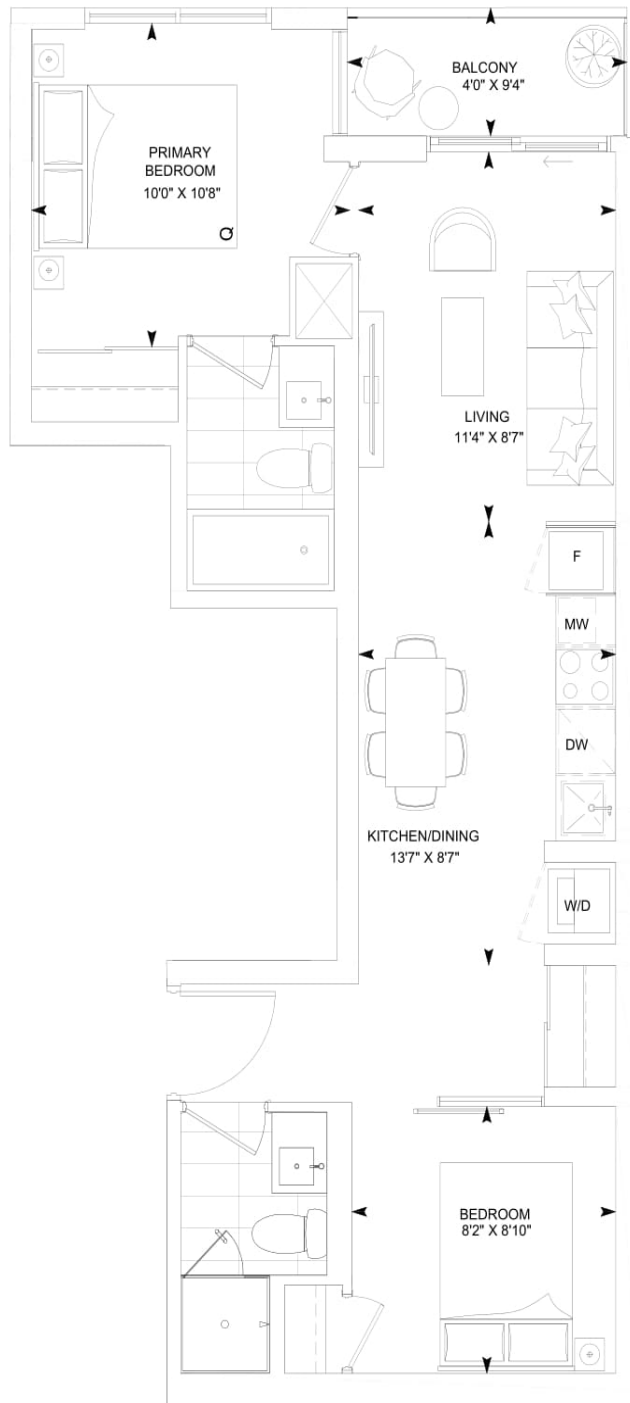 BALCONY
4'0" X 9'4"
PRIMARY
BEDROOM
10'0" X 10'8"
Q
LIVING
11'4" X 8'7"
F
MW
DW
KITCHEN/DINING
13'7" X 8'7"
W/D
BEDROOM
8'2" X 8'10"